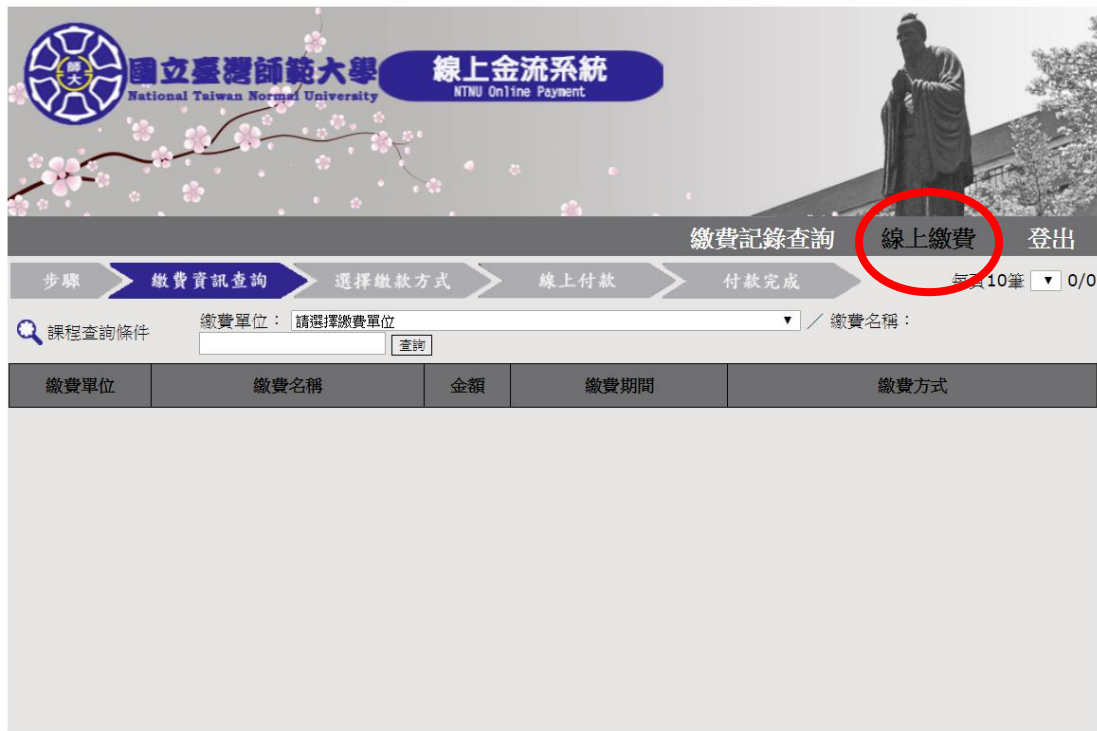 師大
國立臺灣師範大學
National Taiwan Normal University
線上金流系統
NTNU Online Payment
繳費記錄查詢 線上繳費 登出
步驟 繳費資訊查詢 選擇繳款方式 線上付款 付款完成 每頁10筆 ▼ 0/0
課程查詢條件 繳費單位: 請選擇繳費單位 ▼ / 繳費名稱:
查詢
繳費單位 繳費名稱 金額 繳費期間 繳費方式